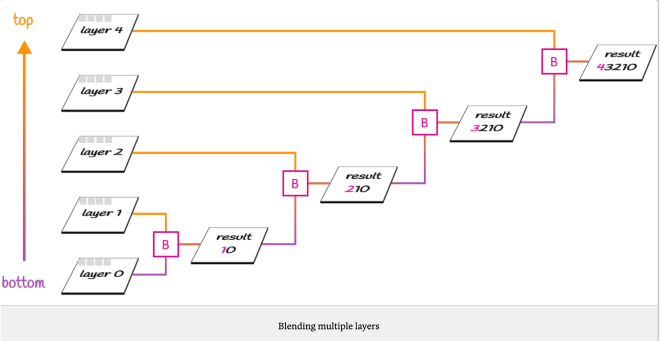 top
layer 4
B
result
43210
layer 3
B
result
3210
layer 2
B
result
210
layer 1
B
result
10
layer 0
bottom
Blending multiple layers